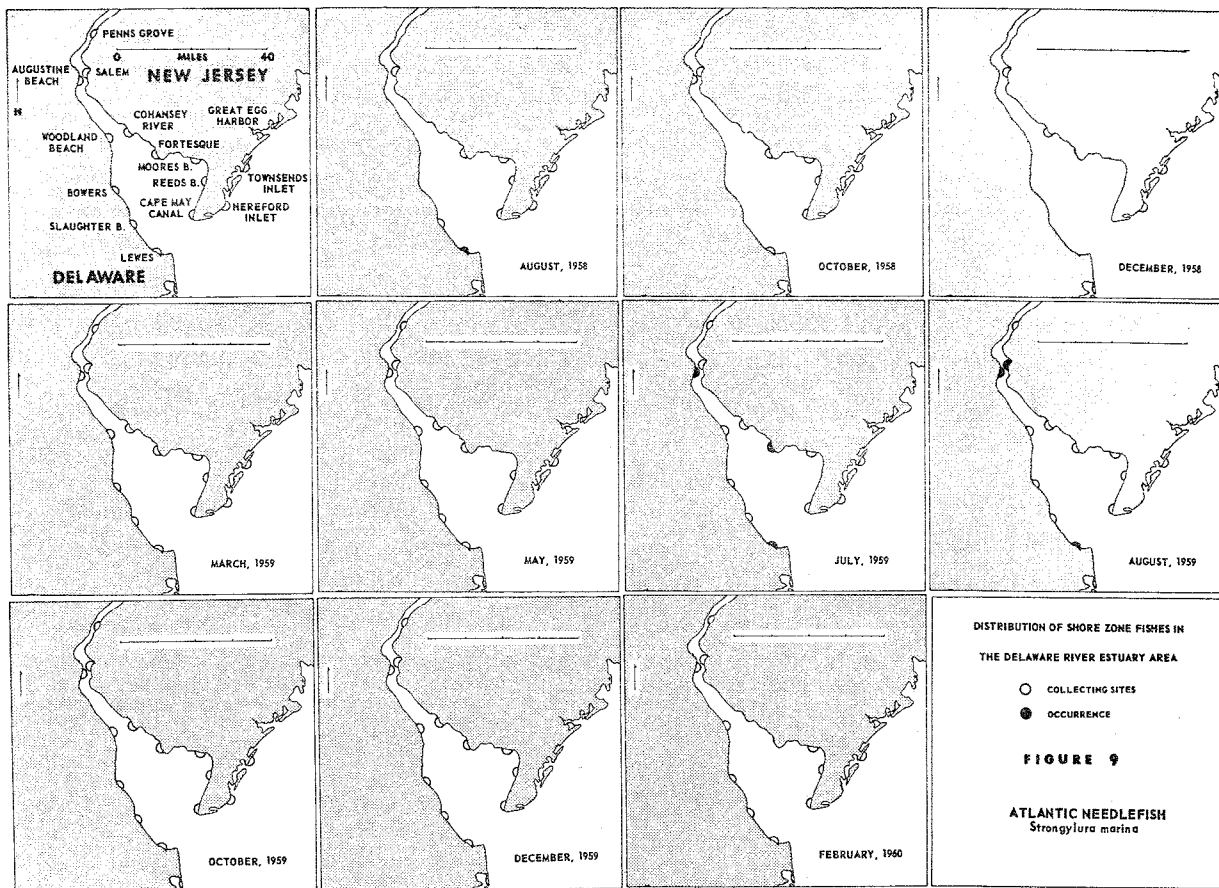 PENNS GROVE
0 MILES 40
AUGUSTINE
BEACH
SALEM
NEW JERSEY
N
COHANSEY
RIVER
GREAT EGG
HARBOR
WOODLAND
BEACH
FORTESQUE
MOORES B.
REEDS B.
TOWNSENDS
INLET
BOWERS
CAPE MAY
CANAL
HEREFORD
INLET
SLAUGHTER B.
LEWES
DELAWARE
AUGUST, 1958
OCTOBER, 1958
DECEMBER, 1958
MARCH, 1959
MAY, 1959
JULY, 1959
AUGUST, 1959
OCTOBER, 1959
DECEMBER, 1959
FEBRUARY, 1960
DISTRIBUTION OF SHORE ZONE FISHES IN
THE DELAWARE RIVER ESTUARY AREA
COLLECTING SITES
OCCURRENCE
FIGURE 9
ATLANTIC NEEDLEFISH
Strongylura marina